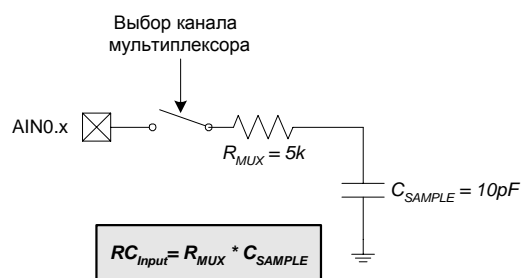 Выбор канала
мультиплексора
AIN0.x
R_MUX = 5k
C_SAMPLE = 10pF
RC_Input = R_MUX * C_SAMPLE